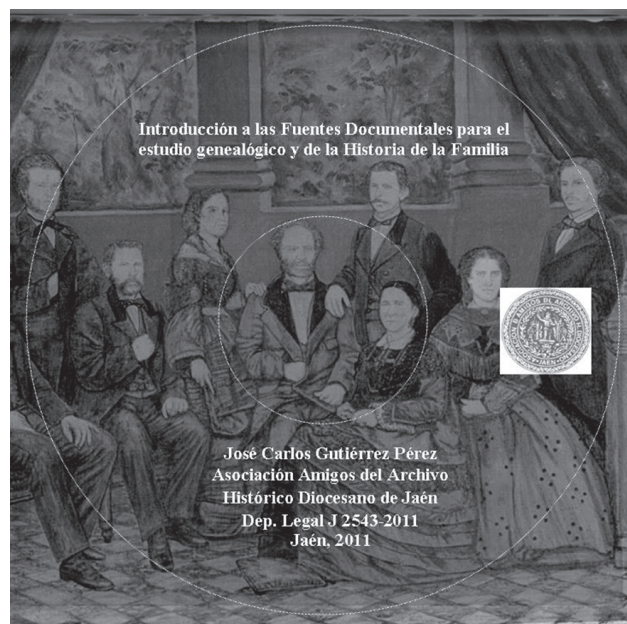 Introducción a las Fuentes Documentales para el
estudio genealógico y de la Historia de la Familia
José Carlos Gutiérrez Pérez
Asociación Amigos del Archivo
Histórico Diocesano de Jaén
Dep. Legal J 2543-2011
Jaén, 2011